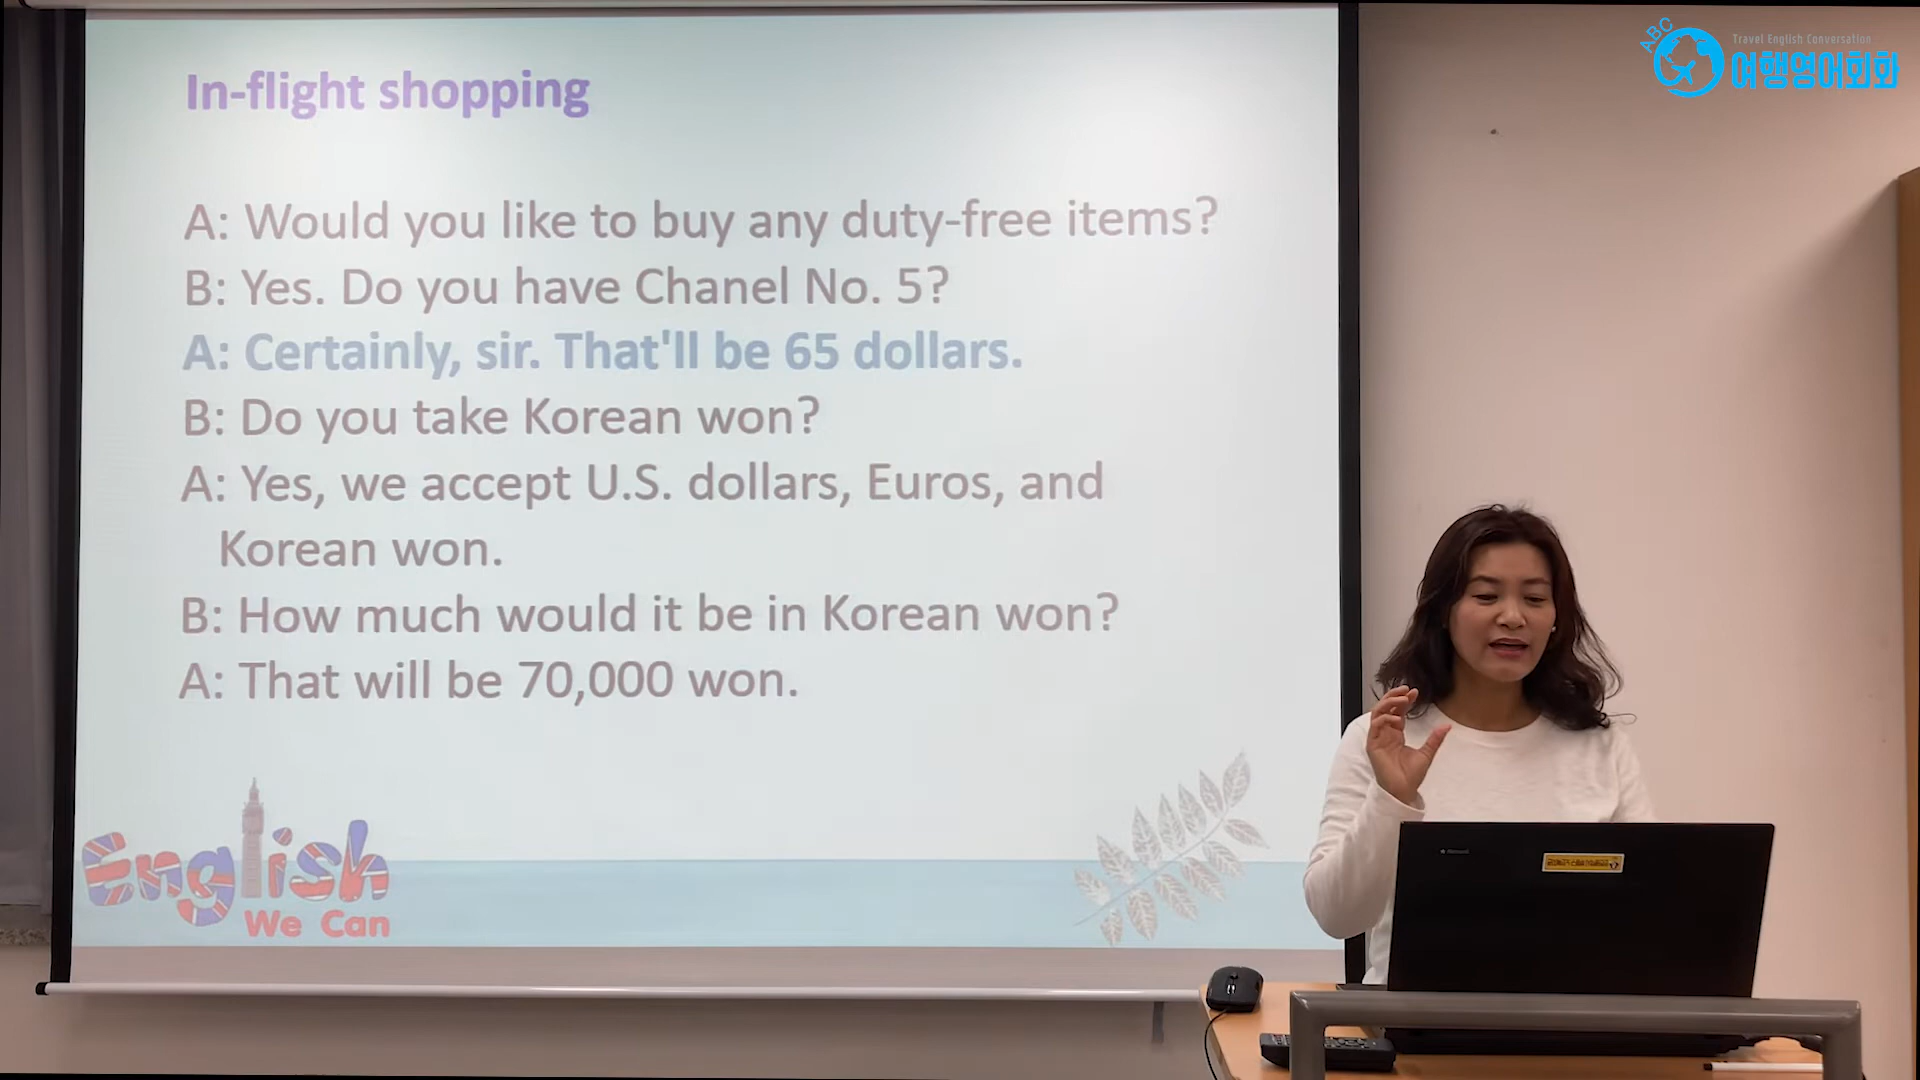 In-flight shopping
A: Would you like to buy any duty-free items?
B: Yes. Do you have Chanel No. 5?
A: Certainly, sir. That'll be 65 dollars.
B: Do you take Korean won?
A: Yes, we accept U.S. dollars, Euros, and
Korean won.
B: How much would it be in Korean won?
A: That will be 70,000 won.
English
We Can
ABC
Travel English Conversation
여행영어회화